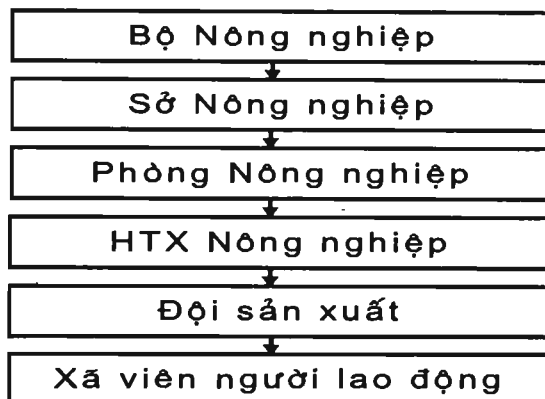 Bộ Nông nghiệp
Sở Nông nghiệp
Phòng Nông nghiệp
HTX Nông nghiệp
Đội sản xuất
Xã viên người lao động